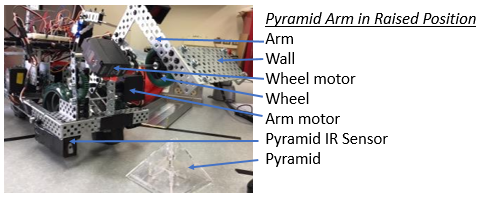 Pyramid Arm in Raised Position
Arm
Wall
Wheel motor
Wheel
Arm motor
Pyramid IR Sensor
Pyramid